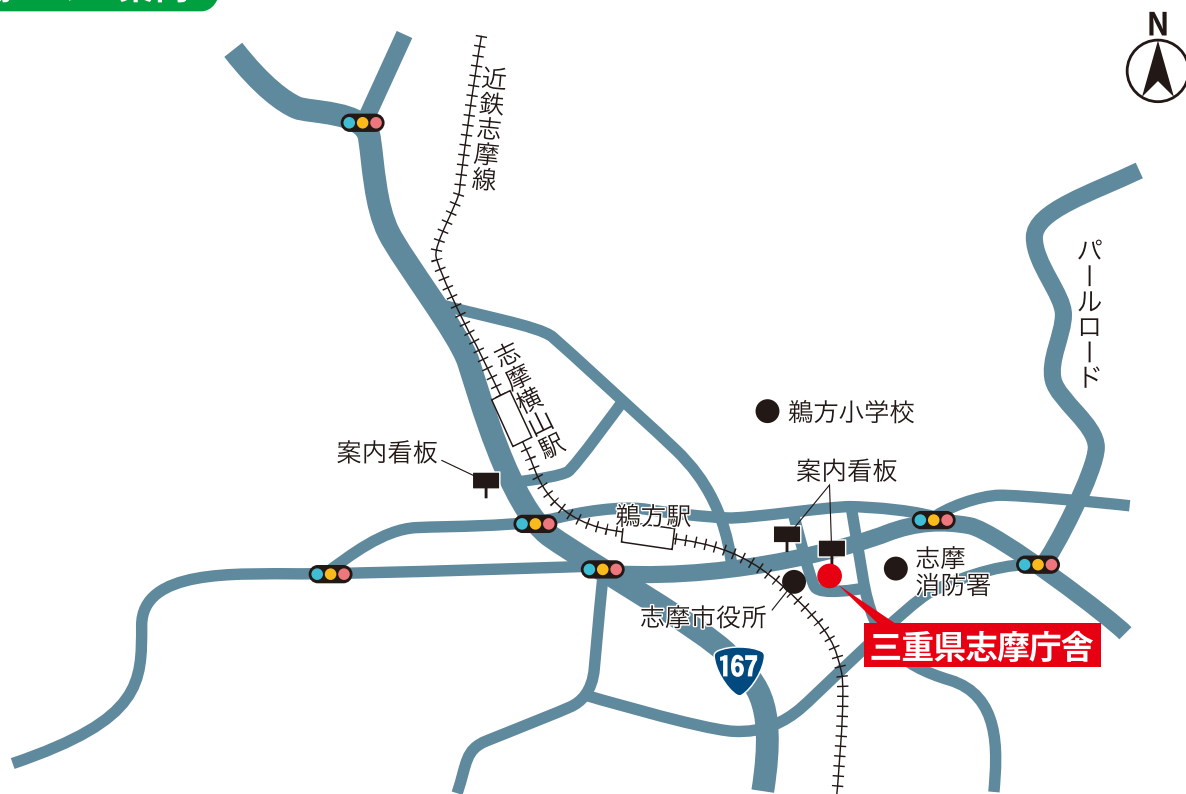 N
近鉄志摩線
パールロード
志摩横山駅
鵜方小学校
案内看板
案内看板
鵜方駅
志摩
消防署
志摩市役所
三重県志摩庁舎
167